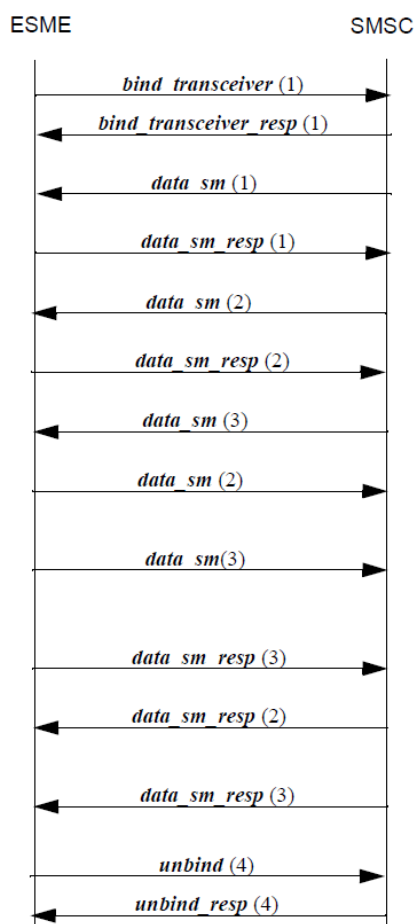 ESME SMSC
bind_transceiver (1)
bind_transceiver_resp (1)
data_sm (1)
data_sm_resp (1)
data_sm (2)
data_sm_resp (2)
data_sm (3)
data_sm (2)
data_sm(3)
data_sm_resp (3)
data_sm_resp (2)
data_sm_resp (3)
unbind (4)
unbind_resp (4)